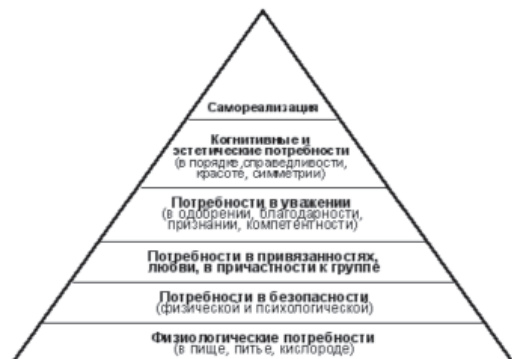 Самореализация
Когнитивные и
эстетические потребности
(в порядке,справедливости,
красоте, симметрии)
Потребности в уважении
(в одобрении, благодарности,
признании, компетентности)
Потребности в привязанностях,
любви, в причастности к группе
Потребности в безопасности
(физической и психологической)
Физиологические потребности
(в пище, питье, кислороде)